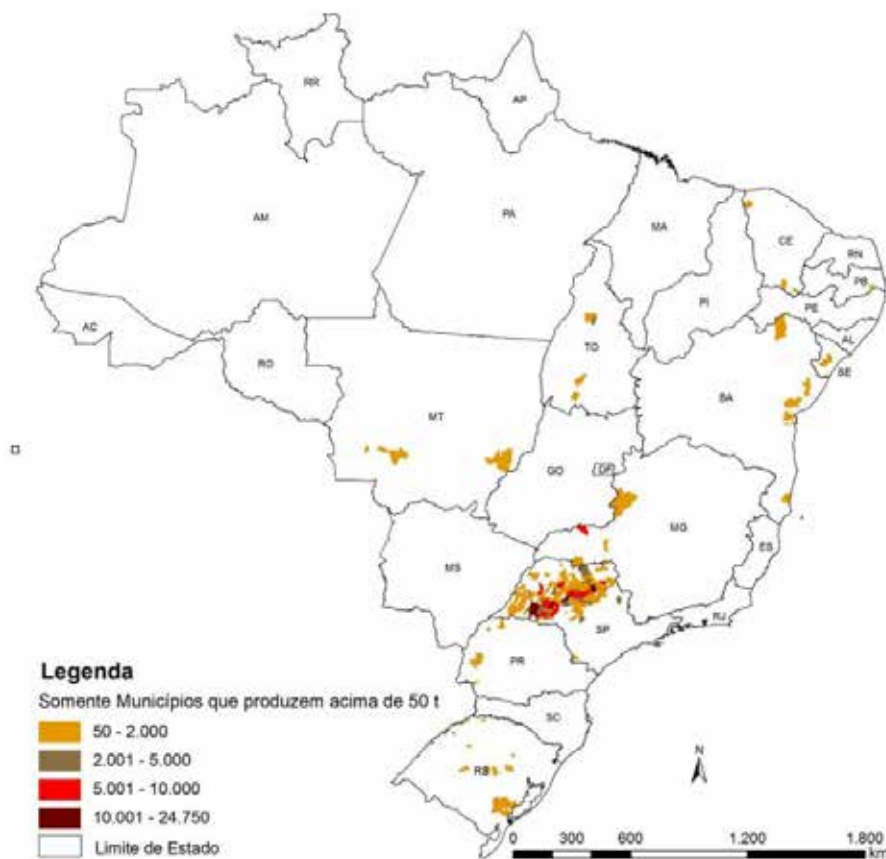 RR
AP
AM
PA
MA
CE
RN
PB
PI
PE
AC
AL
TO
SE
RO
BA
MT
GO
DF
MG
ES
MS
SP
RJ
PR
SC
RS
Legenda
Somente Municípios que produzem acima de 50 t
50 - 2.000
2.001 - 5.000
5.001 - 10.000
10.001 - 24.750
Limite de Estado
N
0 300 600 1.200 1.800
km